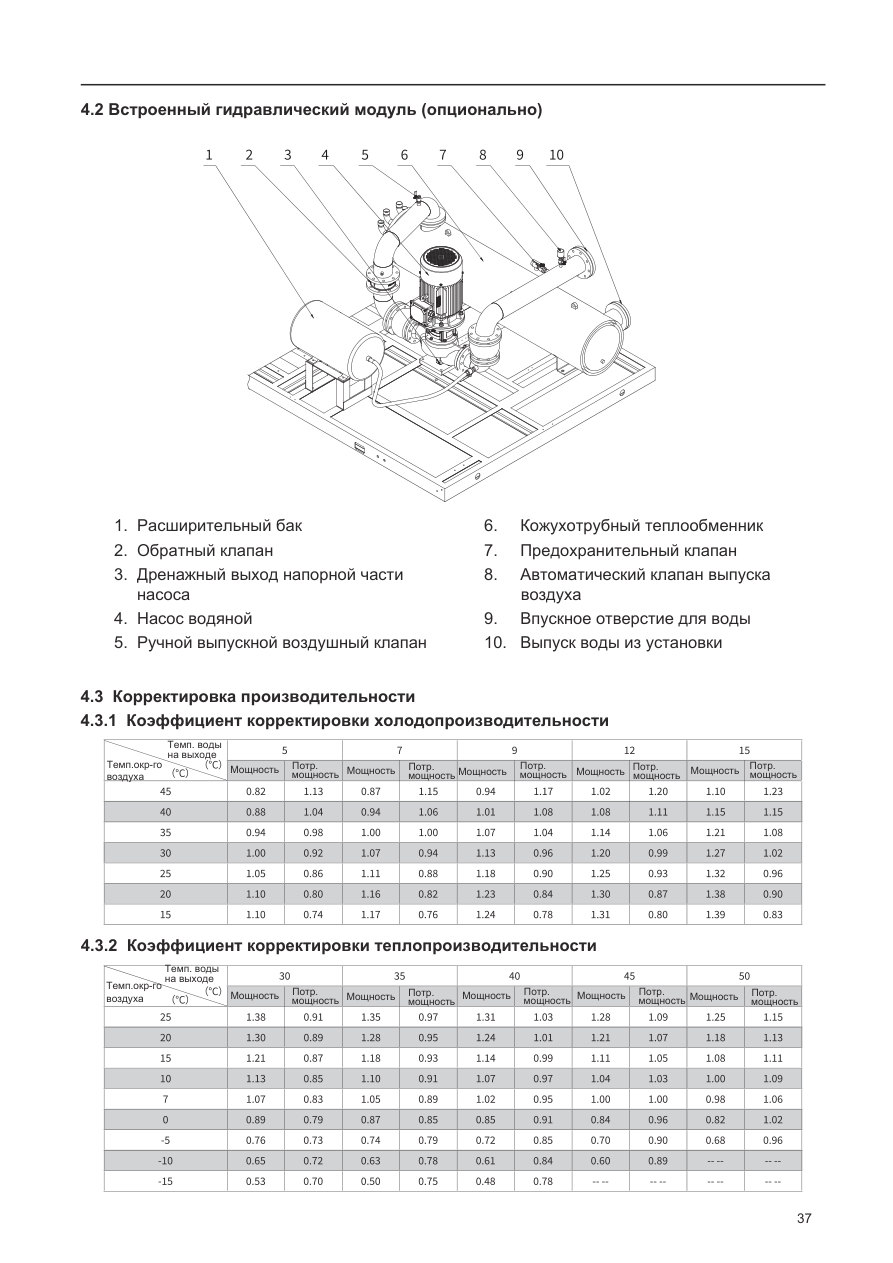 4.2 Встроенный гидравлический модуль (опционально)
1 2 3 4 5 6 7 8 9 10
1. Расширительный бак
2. Обратный клапан
3. Дренажный выход напорной части
насоса
4. Насос водяной
5. Ручной выпускной воздушный клапан
6. Кожухотрубный теплообменник
7. Предохранительный клапан
8. Автоматический клапан выпуска
воздуха
9. Впускное отверстие для воды
10. Выпуск воды из установки
4.3 Корректировка производительности
4.3.1 Коэффициент корректировки холодопроизводительности
Темп. воды
на выходе
(°C)
Темп.окр-го
воздуха (°C)
5 7 9 12 15
Мощность Потр. мощность Мощность Потр. мощность Мощность Потр. мощность Мощность Потр. мощность Мощность Потр. мощность
45 0.82 1.13 0.87 1.15 0.94 1.17 1.02 1.20 1.10 1.23
40 0.88 1.04 0.94 1.06 1.01 1.08 1.08 1.11 1.15 1.15
35 0.94 0.98 1.00 1.00 1.07 1.04 1.14 1.06 1.21 1.08
30 1.00 0.92 1.07 0.94 1.13 0.96 1.20 0.99 1.27 1.02
25 1.05 0.86 1.11 0.88 1.18 0.90 1.25 0.93 1.32 0.96
20 1.10 0.80 1.16 0.82 1.23 0.84 1.30 0.87 1.38 0.90
15 1.10 0.74 1.17 0.76 1.24 0.78 1.31 0.80 1.39 0.83
4.3.2 Коэффициент корректировки теплопроизводительности
Темп. воды
на выходе
(°C)
Темп.окр-го
воздуха (°C)
30 35 40 45 50
Мощность Потр. мощность Мощность Потр. мощность Мощность Потр. мощность Мощность Потр. мощность Мощность Потр. мощность
25 1.38 0.91 1.35 0.97 1.31 1.03 1.28 1.09 1.25 1.15
20 1.30 0.89 1.28 0.95 1.24 1.01 1.21 1.07 1.18 1.13
15 1.21 0.87 1.18 0.93 1.14 0.99 1.11 1.05 1.08 1.11
10 1.13 0.85 1.10 0.91 1.07 0.97 1.04 1.03 1.00 1.09
7 1.07 0.83 1.05 0.89 1.02 0.95 1.00 1.00 0.98 1.06
0 0.89 0.79 0.87 0.85 0.85 0.91 0.84 0.96 0.82 1.02
-5 0.76 0.73 0.74 0.79 0.72 0.85 0.70 0.90 0.68 0.96
-10 0.65 0.72 0.63 0.78 0.61 0.84 0.60 0.89 -- -- -- --
-15 0.53 0.70 0.50 0.75 0.48 0.78 -- -- -- -- -- -- -- --
37